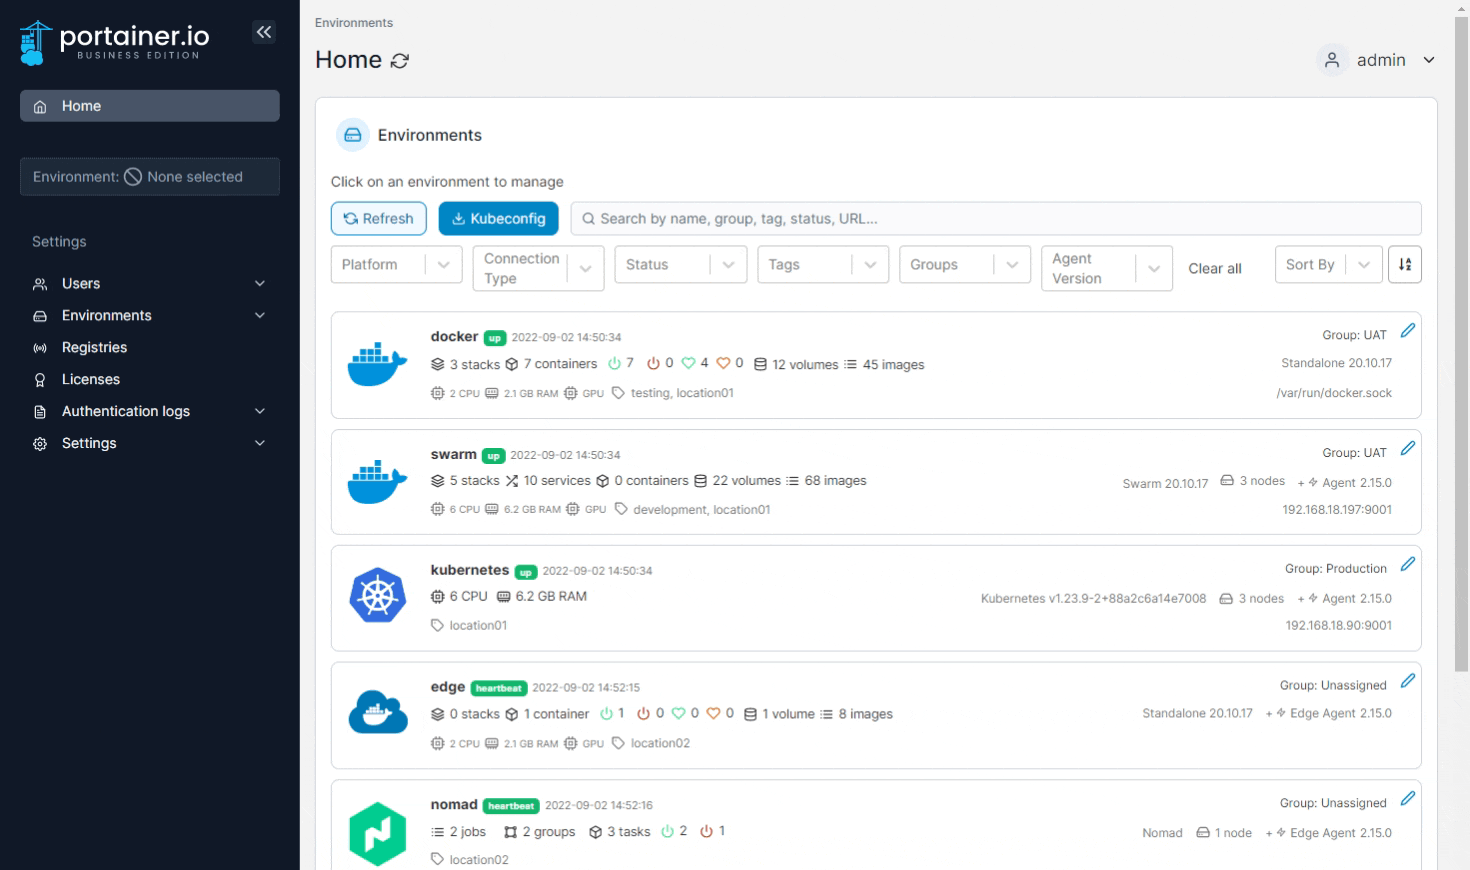 portainer.io
BUSINESS EDITION
Home
Environment: None selected
Settings
Users
Environments
Registries
Licenses
Authentication logs
Settings
Environments
Home
admin
Environments
Click on an environment to manage
Refresh
Kubeconfig
Search by name, group, tag, status, URL...
Platform
Connection
Type
Status
Tags
Groups
Agent
Version
Clear all
Sort By
A
Z
docker up 2022-09-02 14:50:34
Group: UAT
3 stacks 7 containers 7 0 4 0 12 volumes 45 images
Standalone 20.10.17
2 CPU 2.1 GB RAM GPU testing, location01
/var/run/docker.sock
swarm up 2022-09-02 14:50:34
Group: UAT
5 stacks 10 services 0 containers 22 volumes 68 images
Swarm 20.10.17 3 nodes + Agent 2.15.0
6 CPU 6.2 GB RAM GPU development, location01
192.168.18.197:9001
kubernetes up 2022-09-02 14:50:34
Group: Production
6 CPU 6.2 GB RAM
Kubernetes v1.23.9-2+88a2c6a14e7008 3 nodes + Agent 2.15.0
location01
192.168.18.90:9001
edge heartbeat 2022-09-02 14:52:15
Group: Unassigned
0 stacks 1 container 1 0 0 0 1 volume 8 images
Standalone 20.10.17 + Edge Agent 2.15.0
2 CPU 2.1 GB RAM GPU location02
nomad heartbeat 2022-09-02 14:52:16
Group: Unassigned
2 jobs 2 groups 3 tasks 2 1
Nomad 1 node + Edge Agent 2.15.0
location02